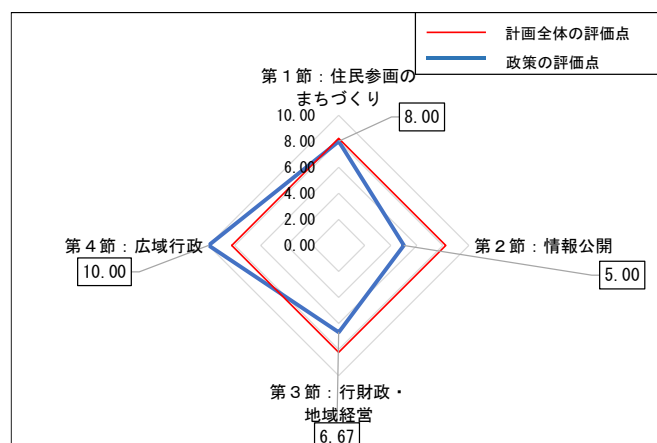 計画全体の評価点
政策の評価点
第１節：住民参画の
まちづくり
10.00
8.00
8.00
6.00
4.00
2.00
0.00
第４節：広域行政
10.00
第２節：情報公開
5.00
第３節：行財政・
地域経営
6.67